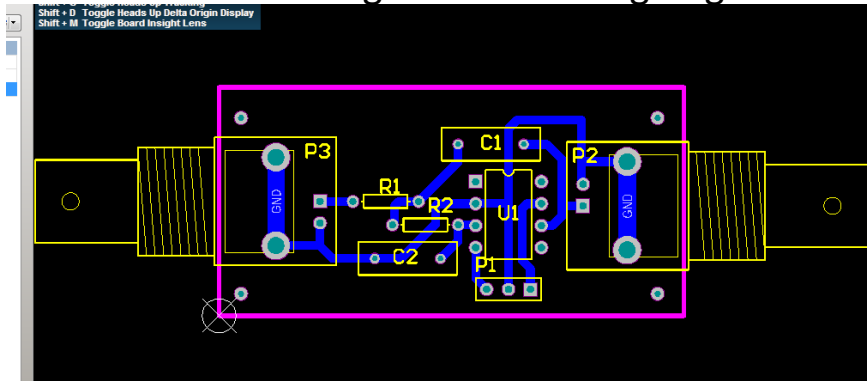 Shift + D Toggle Heads Up Delta Origin Display
Shift + M Toggle Board Insight Lens
C1
P3
P2
R1
R2
U1
GND
GND
C2
P1